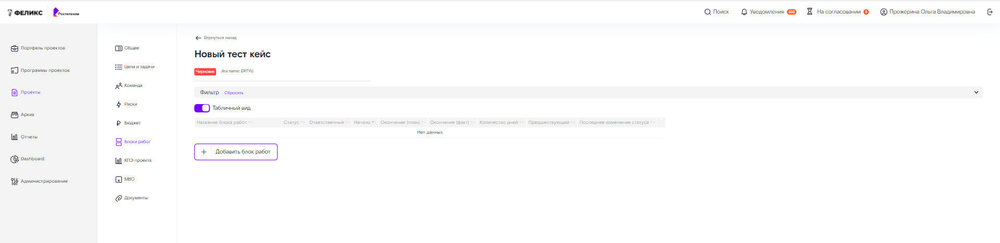 ФЕЛИКС Ростелеком Поиск Уведомления 102 На согласовании 3 Прожерина Ольга Владимировна
Портфель проектов
Программы проектов
Проекты
Архив
Отчеты
Dashboard
Администрирование
Общее
Цели и задачи
Команда
Риски
Бюджет
Блоки работ
КПЭ проекта
МВО
Документы
Вернуться назад
Новый тест кейс
Черновик Jira name: ERTYU
Фильтр Сбросить
Табличный вид
Название блока работ Статус Ответственный Начало Окончание (план) Окончание (факт) Количество дней Предшествующий Последнее изменение статуса
Нет данных
Добавить блок работ